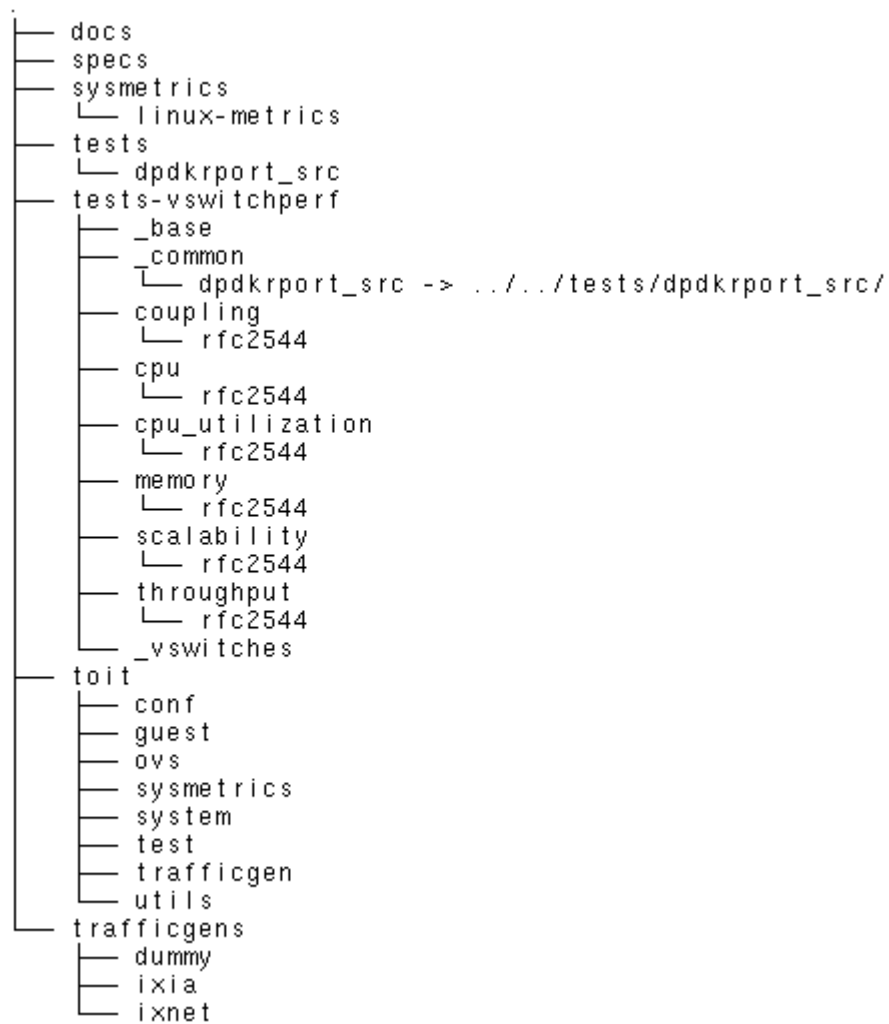 .
├── docs
├── specs
├── sysmetrics
│   └── linux-metrics
├── tests
│   └── dpdkrport_src
├── tests-vswitchperf
│   ├── _base
│   ├── _common
│   │   └── dpdkrport_src -> ../../tests/dpdkrport_src/
│   ├── coupling
│   │   └── rfc2544
│   ├── cpu
│   │   └── rfc2544
│   ├── cpu_utilization
│   │   └── rfc2544
│   ├── memory
│   │   └── rfc2544
│   ├── scalability
│   │   └── rfc2544
│   ├── throughput
│   │   └── rfc2544
│   └── _vswitches
├── toit
│   ├── conf
│   ├── guest
│   ├── ovs
│   ├── sysmetrics
│   ├── system
│   ├── test
│   ├── trafficgen
│   └── utils
└── trafficgens
    ├── dummy
    ├── ixia
    └── ixnet